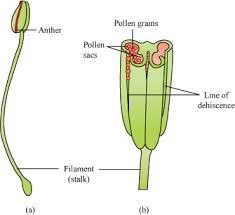 Pollen grains
Anther
Pollen
sacs
Line of
dehiscence
Filament
(stalk)
(a)
(b)